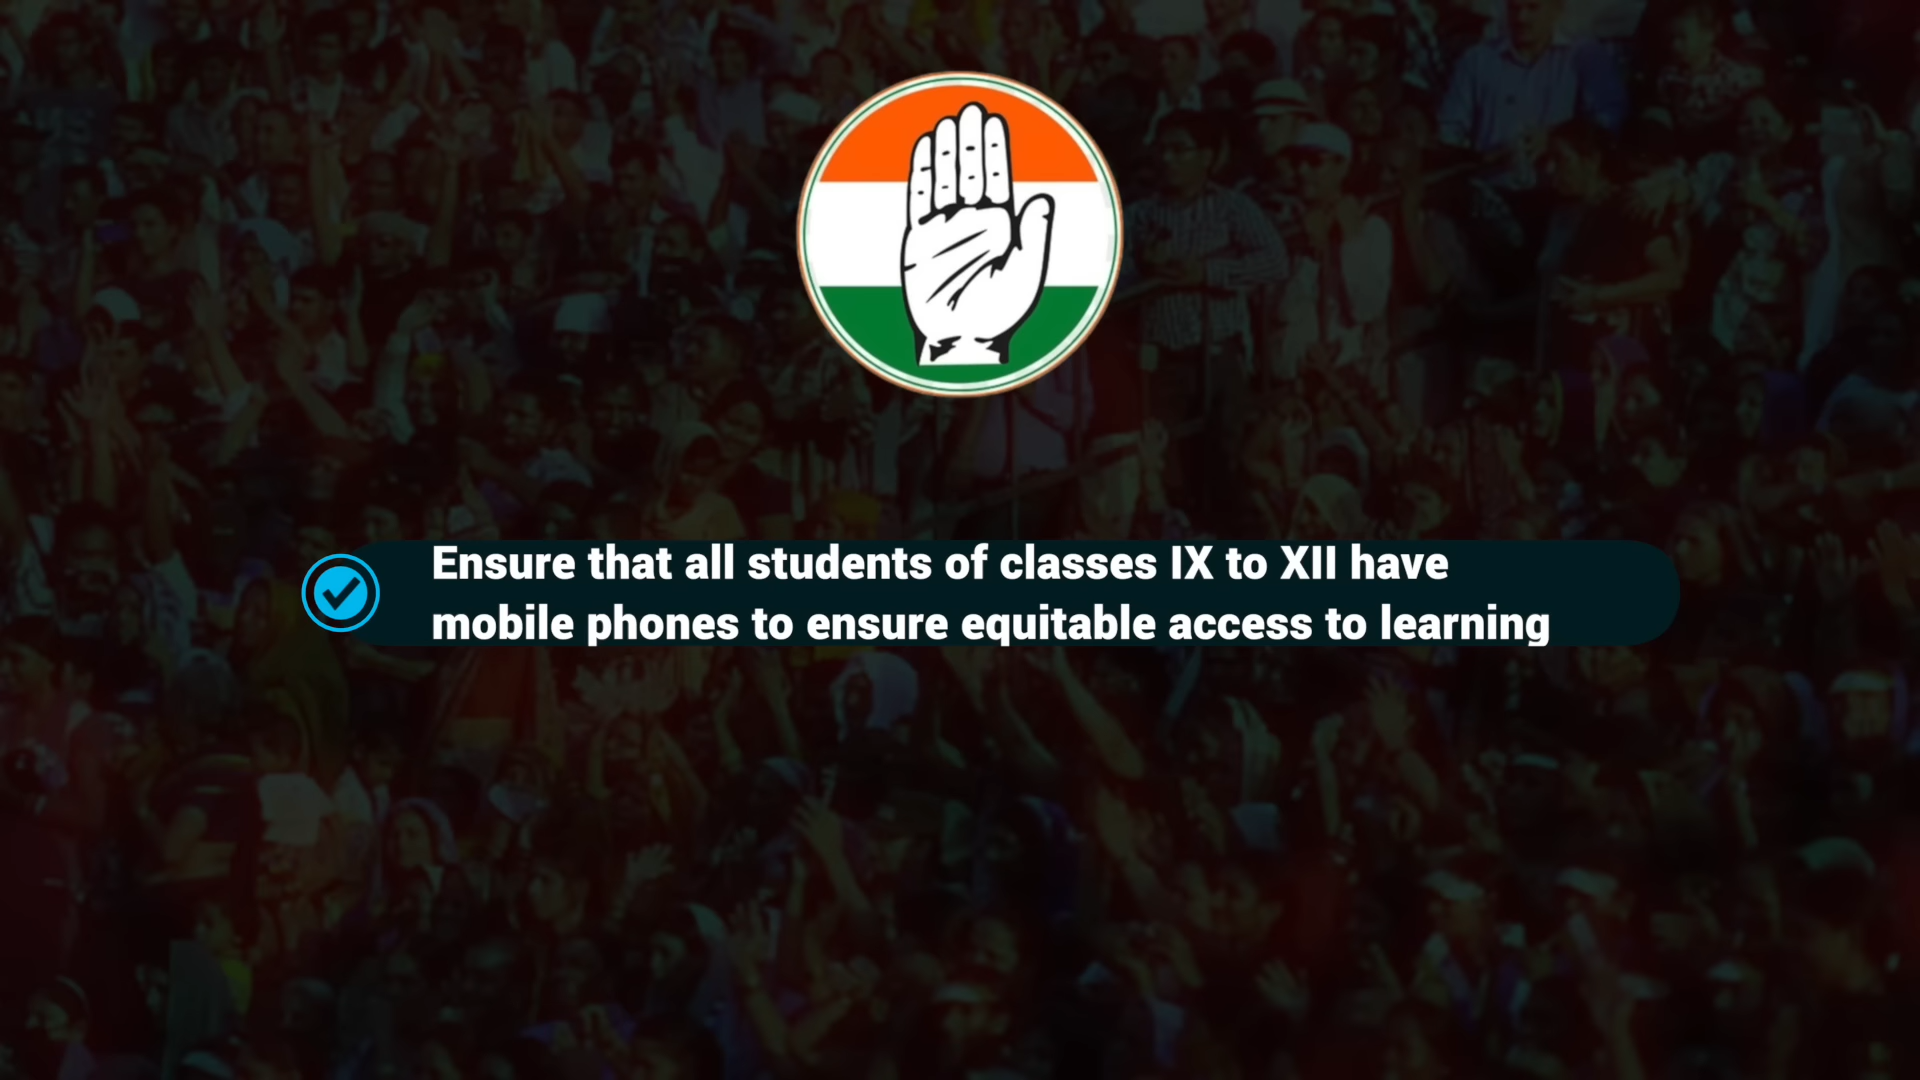 Ensure that all students of classes IX to XII have
mobile phones to ensure equitable access to learning